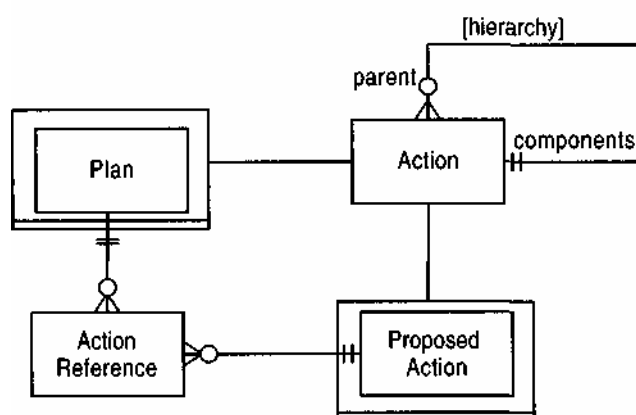 [hierarchy]
parent
components
Plan
Action
Action
Reference
Proposed
Action